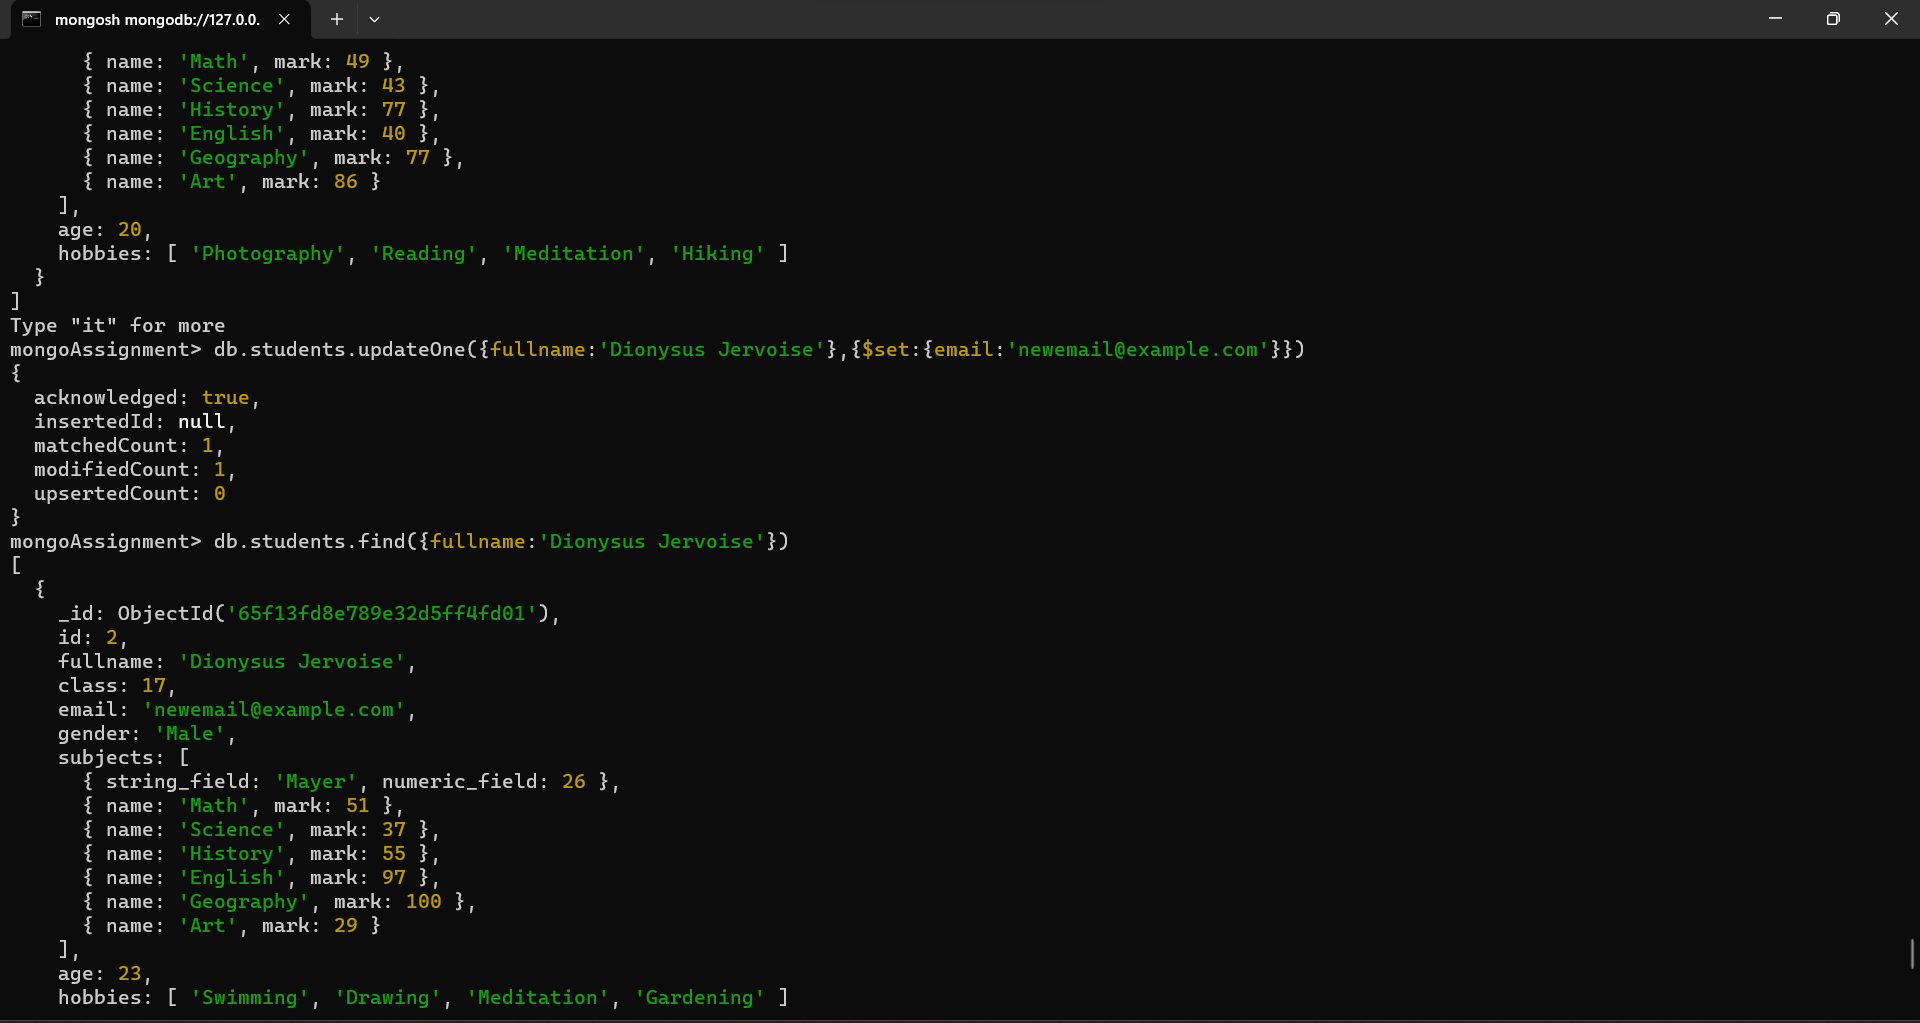 mongosh mongodb://127.0.0.
{ name: 'Math', mark: 49 },
{ name: 'Science', mark: 43 },
{ name: 'History', mark: 77 },
{ name: 'English', mark: 40 },
{ name: 'Geography', mark: 77 },
{ name: 'Art', mark: 86 }
],
age: 20,
hobbies: [ 'Photography', 'Reading', 'Meditation', 'Hiking' ]
}
]
Type "it" for more
mongoAssignment> db.students.updateOne({fullname:'Dionysus Jervoise'},{$set:{email:'newemail@example.com'}})
{
acknowledged: true,
insertedId: null,
matchedCount: 1,
modifiedCount: 1,
upsertedCount: 0
}
mongoAssignment> db.students.find({fullname:'Dionysus Jervoise'})
[
{
_id: ObjectId('65f13fd8e789e32d5ff4fd01'),
id: 2,
fullname: 'Dionysus Jervoise',
class: 17,
email: 'newemail@example.com',
gender: 'Male',
subjects: [
{ string_field: 'Mayer', numeric_field: 26 },
{ name: 'Math', mark: 51 },
{ name: 'Science', mark: 37 },
{ name: 'History', mark: 55 },
{ name: 'English', mark: 97 },
{ name: 'Geography', mark: 100 },
{ name: 'Art', mark: 29 }
],
age: 23,
hobbies: [ 'Swimming', 'Drawing', 'Meditation', 'Gardening' ]